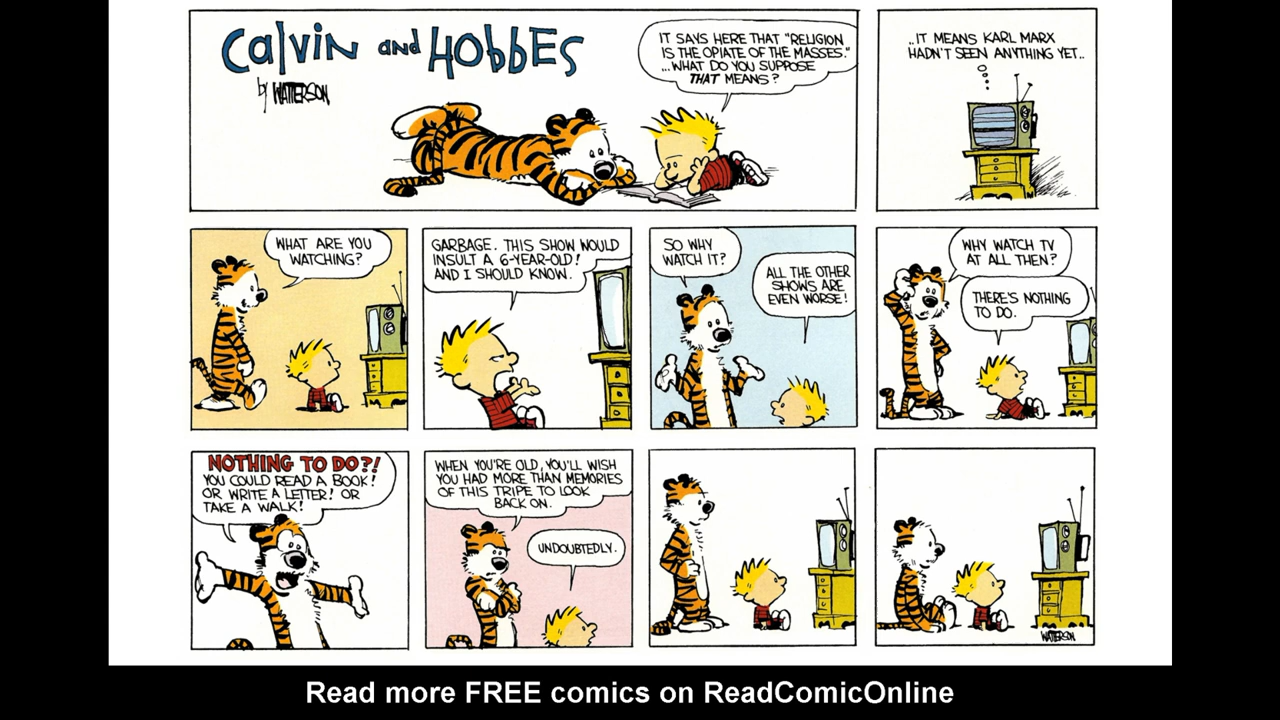 Calvin and Hobbes
by WATTERSON
IT SAYS HERE THAT "RELIGION
IS THE OPIATE OF THE MASSES."
...WHAT DO YOU SUPPOSE
THAT MEANS?
..IT MEANS KARL MARX
HADN'T SEEN ANYTHING YET..
WHAT ARE YOU
WATCHING?
GARBAGE. THIS SHOW WOULD
INSULT A 6-YEAR-OLD!
AND I SHOULD KNOW.
SO WHY
WATCH IT?
ALL THE OTHER
SHOWS ARE
EVEN WORSE!
WHY WATCH TV
AT ALL THEN?
THERE'S NOTHING
TO DO.
NOTHING TO DO?!
YOU COULD READ A BOOK!
OR WRITE A LETTER! OR
TAKE A WALK!
WHEN YOU'RE OLD, YOU'LL WISH
YOU HAD MORE THAN MEMORIES
OF THIS TRIPE TO LOOK
BACK ON.
UNDOUBTEDLY.
WATTERSON
Read more FREE comics on ReadComicOnline